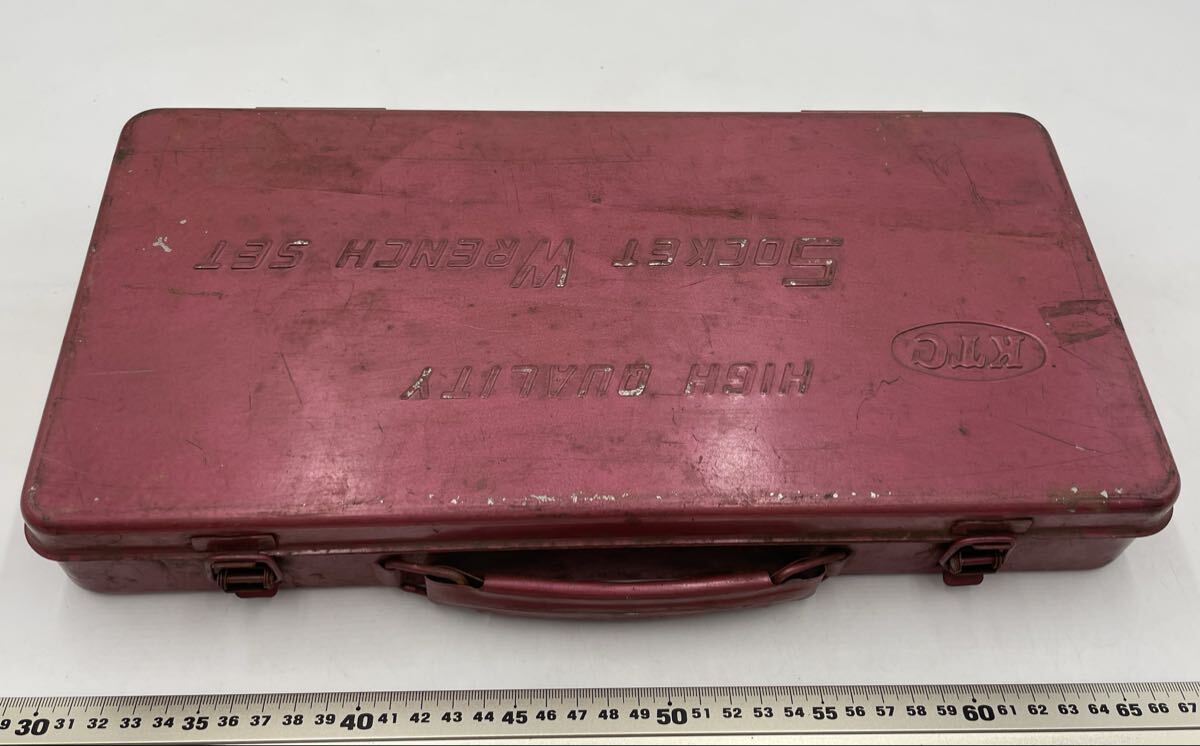 KTC
HIGH QUALITY
SOCKET WRENCH SET
9 30 31 32 33 34 35 36 37 38 39 40 41 42 43 44 45 46 47 48 49 50 51 52 53 54 55 56 57 58 59 60 61 62 63 64 65 66 67